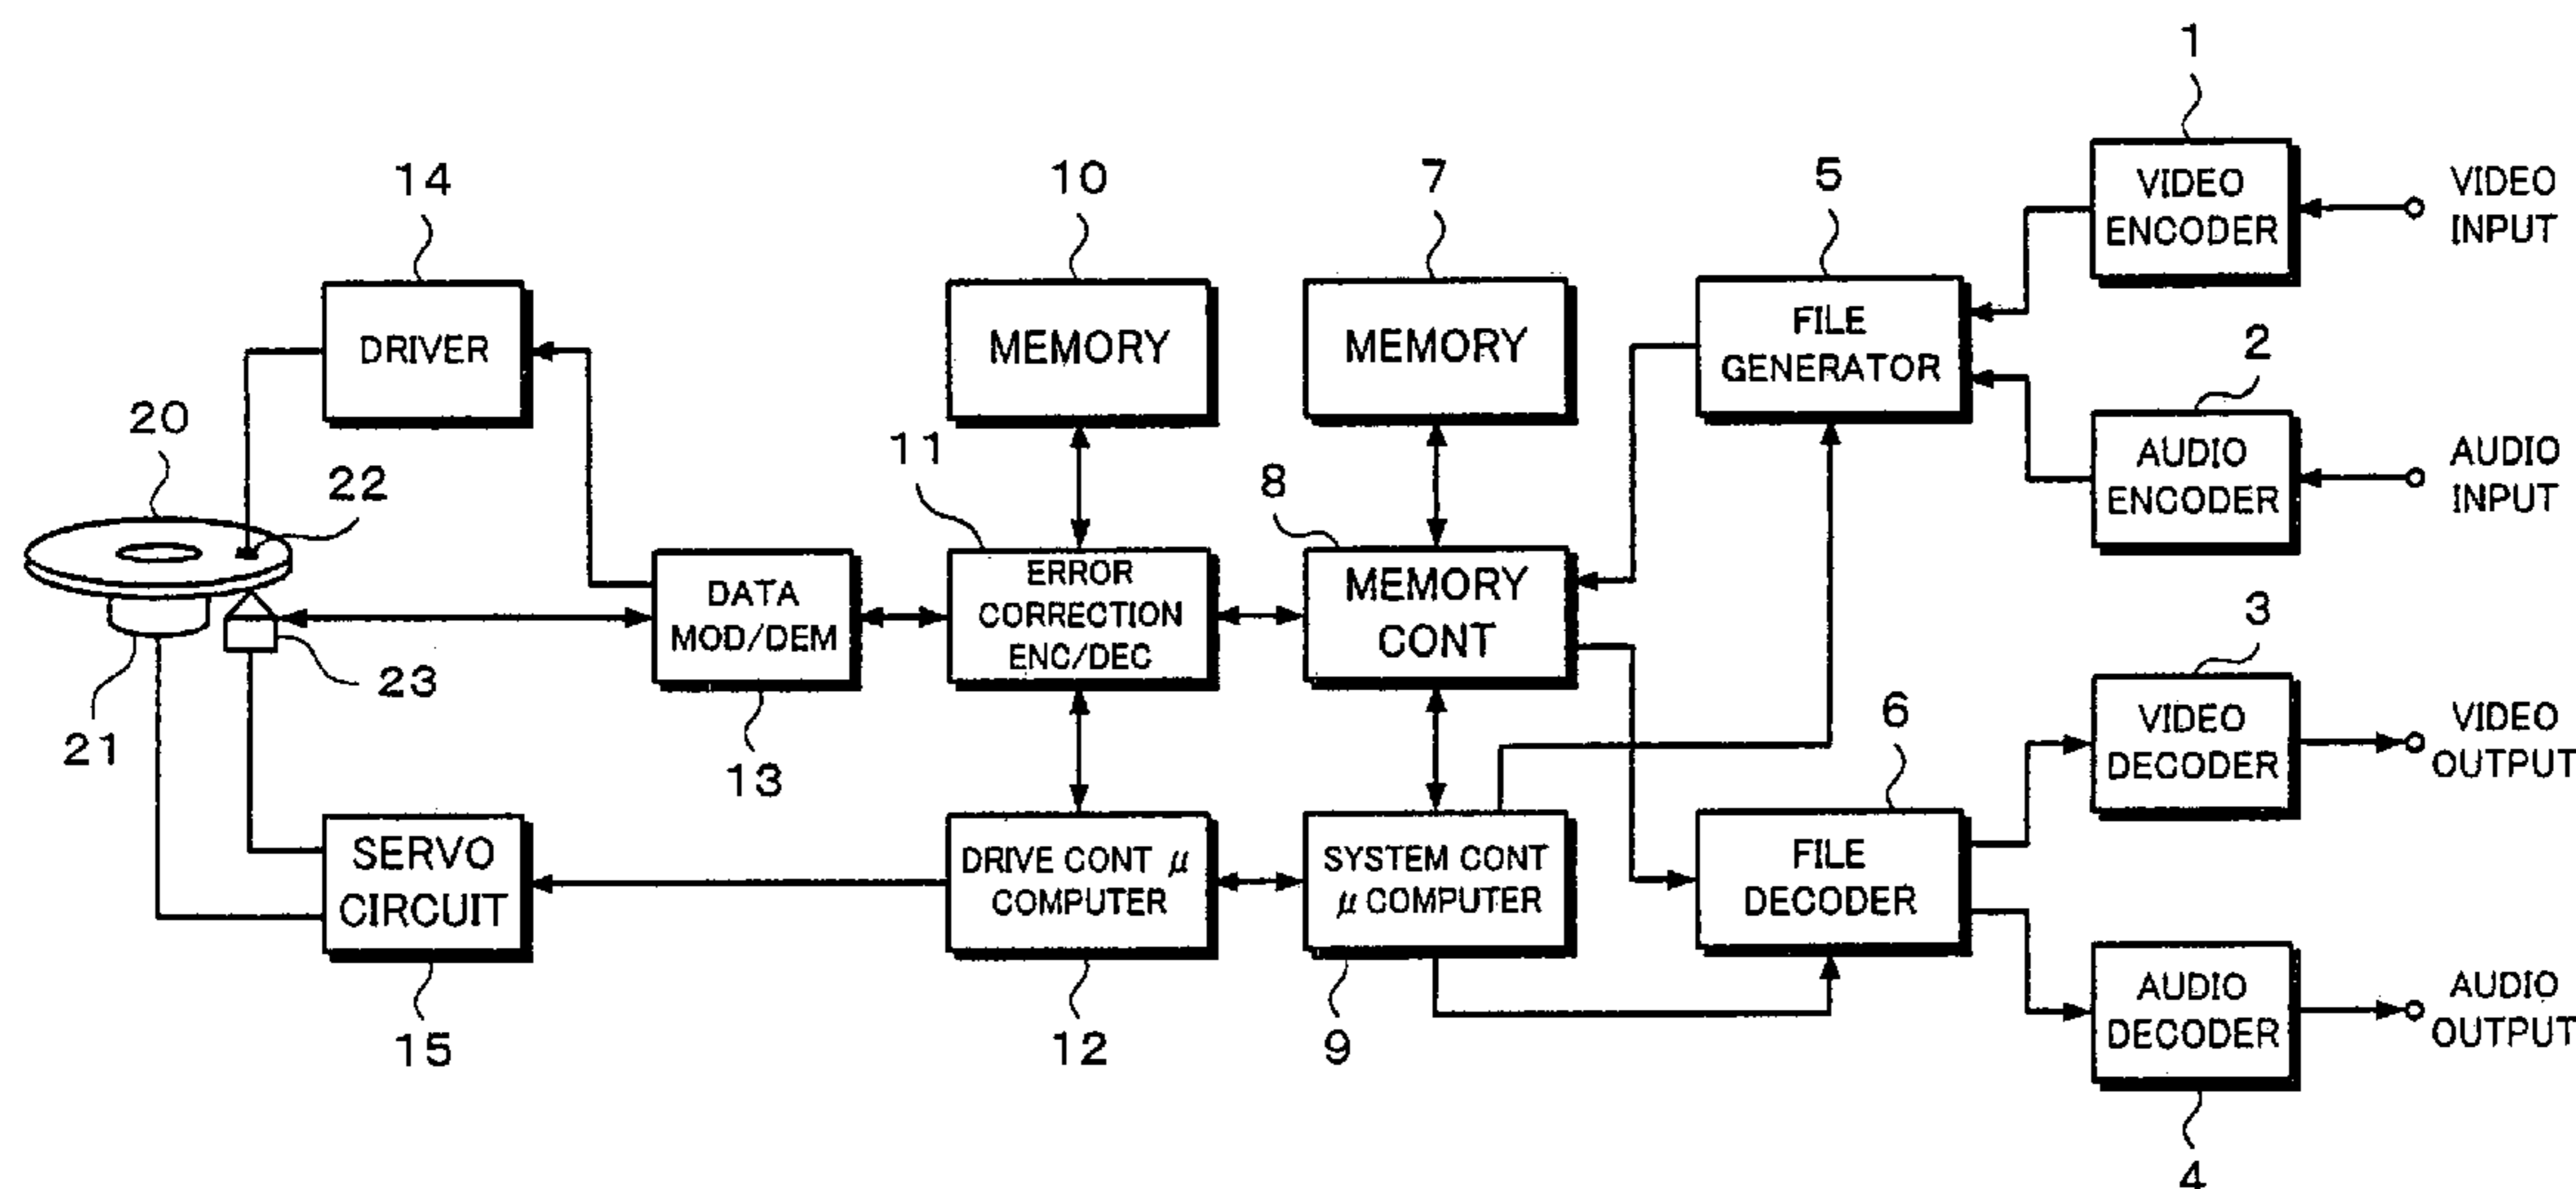 1
VIDEO
ENCODER
VIDEO
INPUT
14
10
7
5
DRIVER
MEMORY
MEMORY
FILE
GENERATOR
2
AUDIO
ENCODER
AUDIO
INPUT
20
22
11
8
DATA
MOD/DEM
ERROR
CORRECTION
ENC/DEC
MEMORY
CONT
21
23
13
3
VIDEO
DECODER
VIDEO
OUTPUT
6
SERVO
CIRCUIT
DRIVE CONT μ
COMPUTER
SYSTEM CONT
μ COMPUTER
FILE
DECODER
15
12
9
AUDIO
DECODER
AUDIO
OUTPUT
4